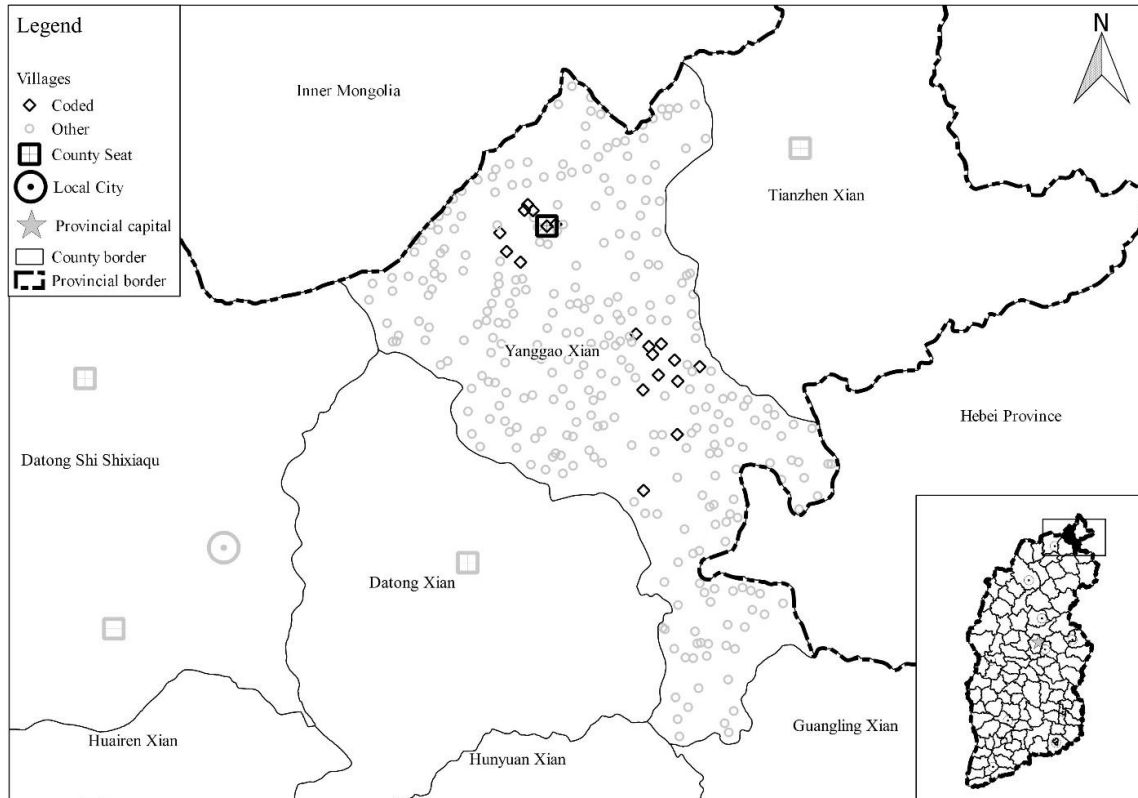 Legend
Villages
Coded
Other
County Seat
Local City
Provincial capital
County border
Provincial border
N
Inner Mongolia
Tianzhen Xian
Yanggao Xian
Hebei Province
Datong Shi Shixiaqu
Datong Xian
Huairen Xian
Hunyuan Xian
Guangling Xian